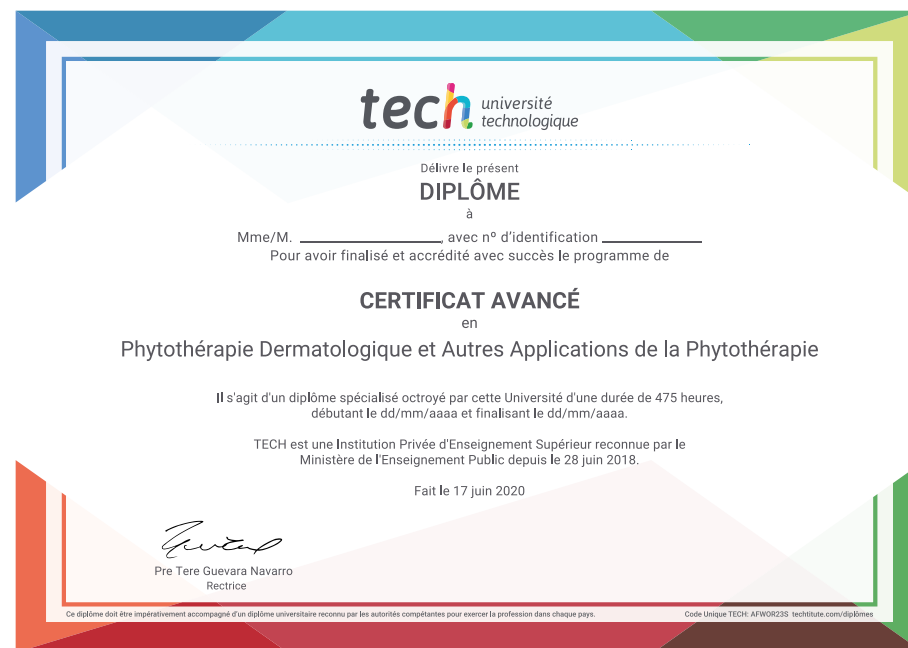 tech université
technologique
Délivre le présent
DIPLÔME
à
Mme/M. ____________, avec nº d'identification ____________
Pour avoir finalisé et accrédité avec succès le programme de
CERTIFICAT AVANCÉ
en
Phytothérapie Dermatologique et Autres Applications de la Phytothérapie
Il s'agit d'un diplôme spécialisé octroyé par cette Université d'une durée de 475 heures,
débutant le dd/mm/aaaa et finalisant le dd/mm/aaaa.
TECH est une Institution Privée d'Enseignement Supérieur reconnue par le
Ministère de l'Enseignement Public depuis le 28 juin 2018.
Fait le 17 juin 2020
Pre Tere Guevara Navarro
Rectrice
Ce diplôme doit être impérativement accompagné d'un diplôme universitaire reconnu par les autorités compétentes pour exercer la profession dans chaque pays. Code Unique TECH: AFWOR23S techtitute.com/diplômes